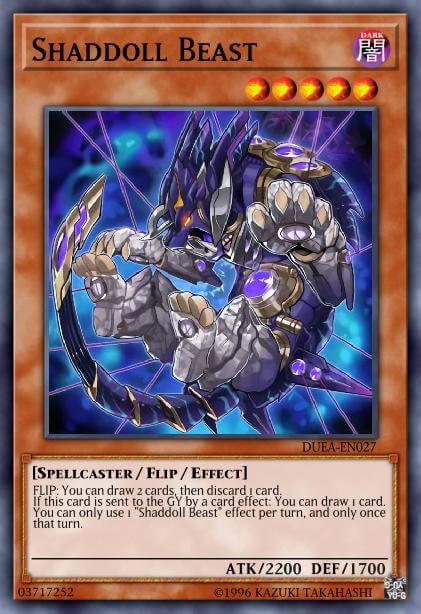 SHADDOLL BEAST
DARK
闇
DUEA-EN027
[SPELLCASTER / FLIP / EFFECT]
FLIP: You can draw 2 cards, then discard 1 card.
If this card is sent to the GY by a card effect: You can draw 1 card.
You can only use 1 "Shaddoll Beast" effect per turn, and only once
that turn.
ATK/2200 DEF/1700
03717252
©1996 KAZUKI TAKAHASHI